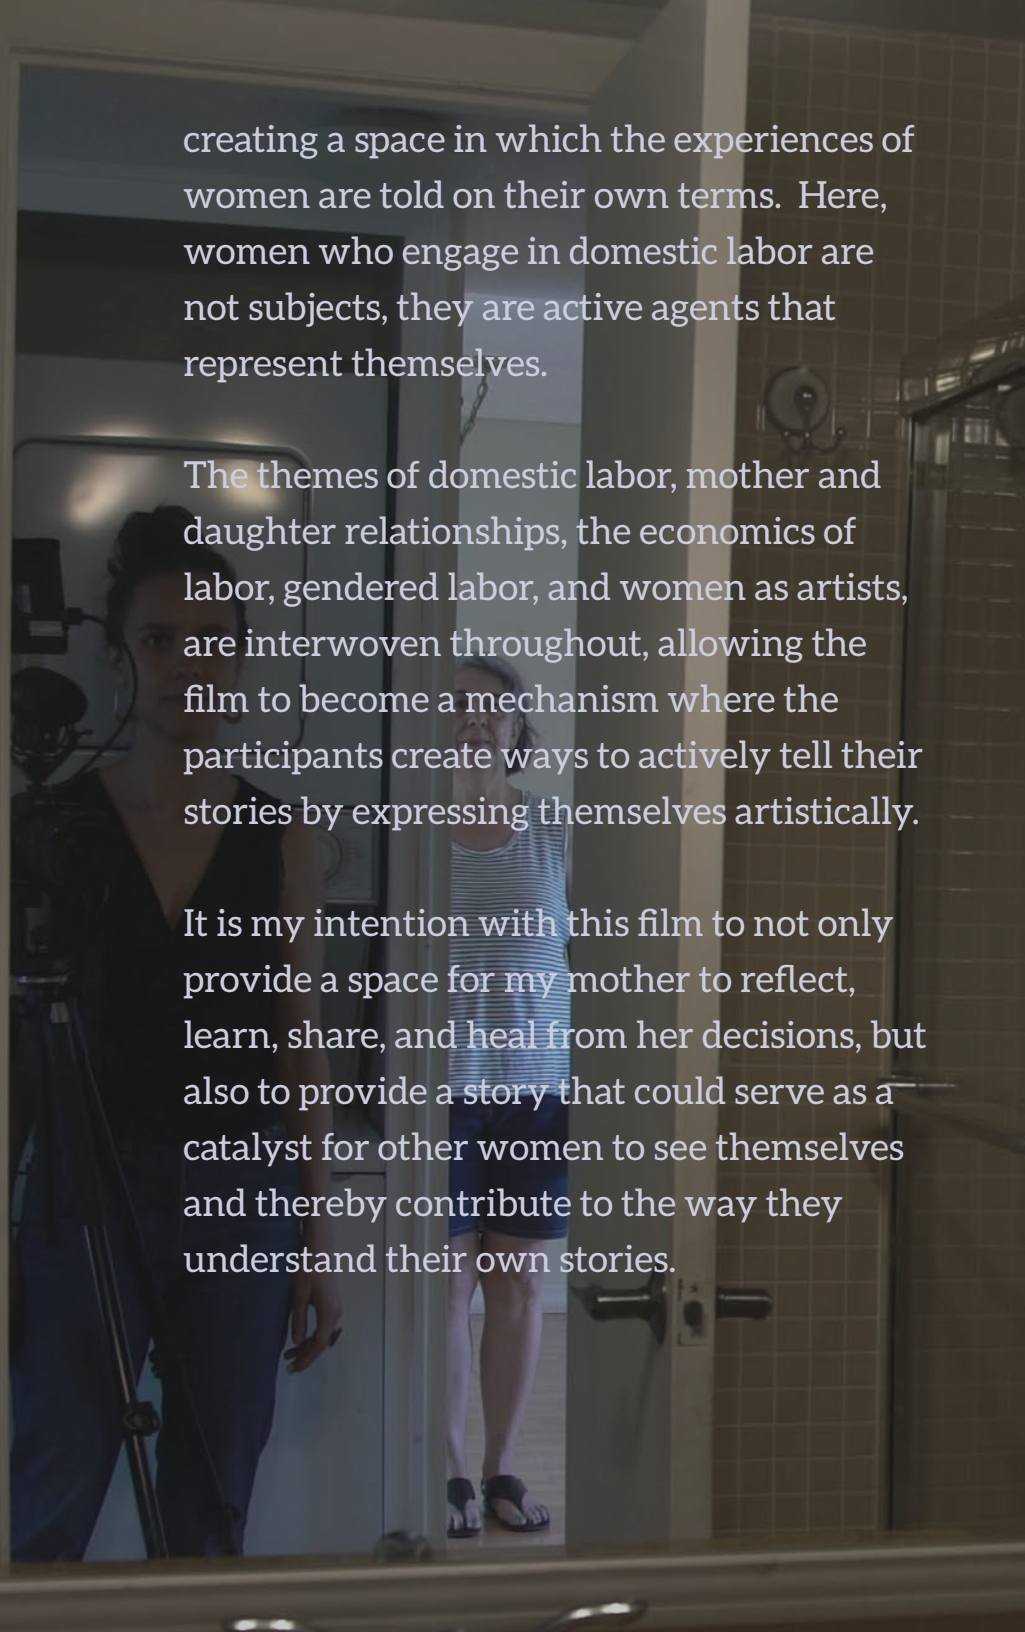 creating a space in which the experiences of
women are told on their own terms.  Here,
women who engage in domestic labor are
not subjects, they are active agents that
represent themselves.
The themes of domestic labor, mother and
daughter relationships, the economics of
labor, gendered labor, and women as artists,
are interwoven throughout, allowing the
film to become a mechanism where the
participants create ways to actively tell their
stories by expressing themselves artistically.
It is my intention with this film to not only
provide a space for my mother to reflect,
learn, share, and heal from her decisions, but
also to provide a story that could serve as a
catalyst for other women to see themselves
and thereby contribute to the way they
understand their own stories.